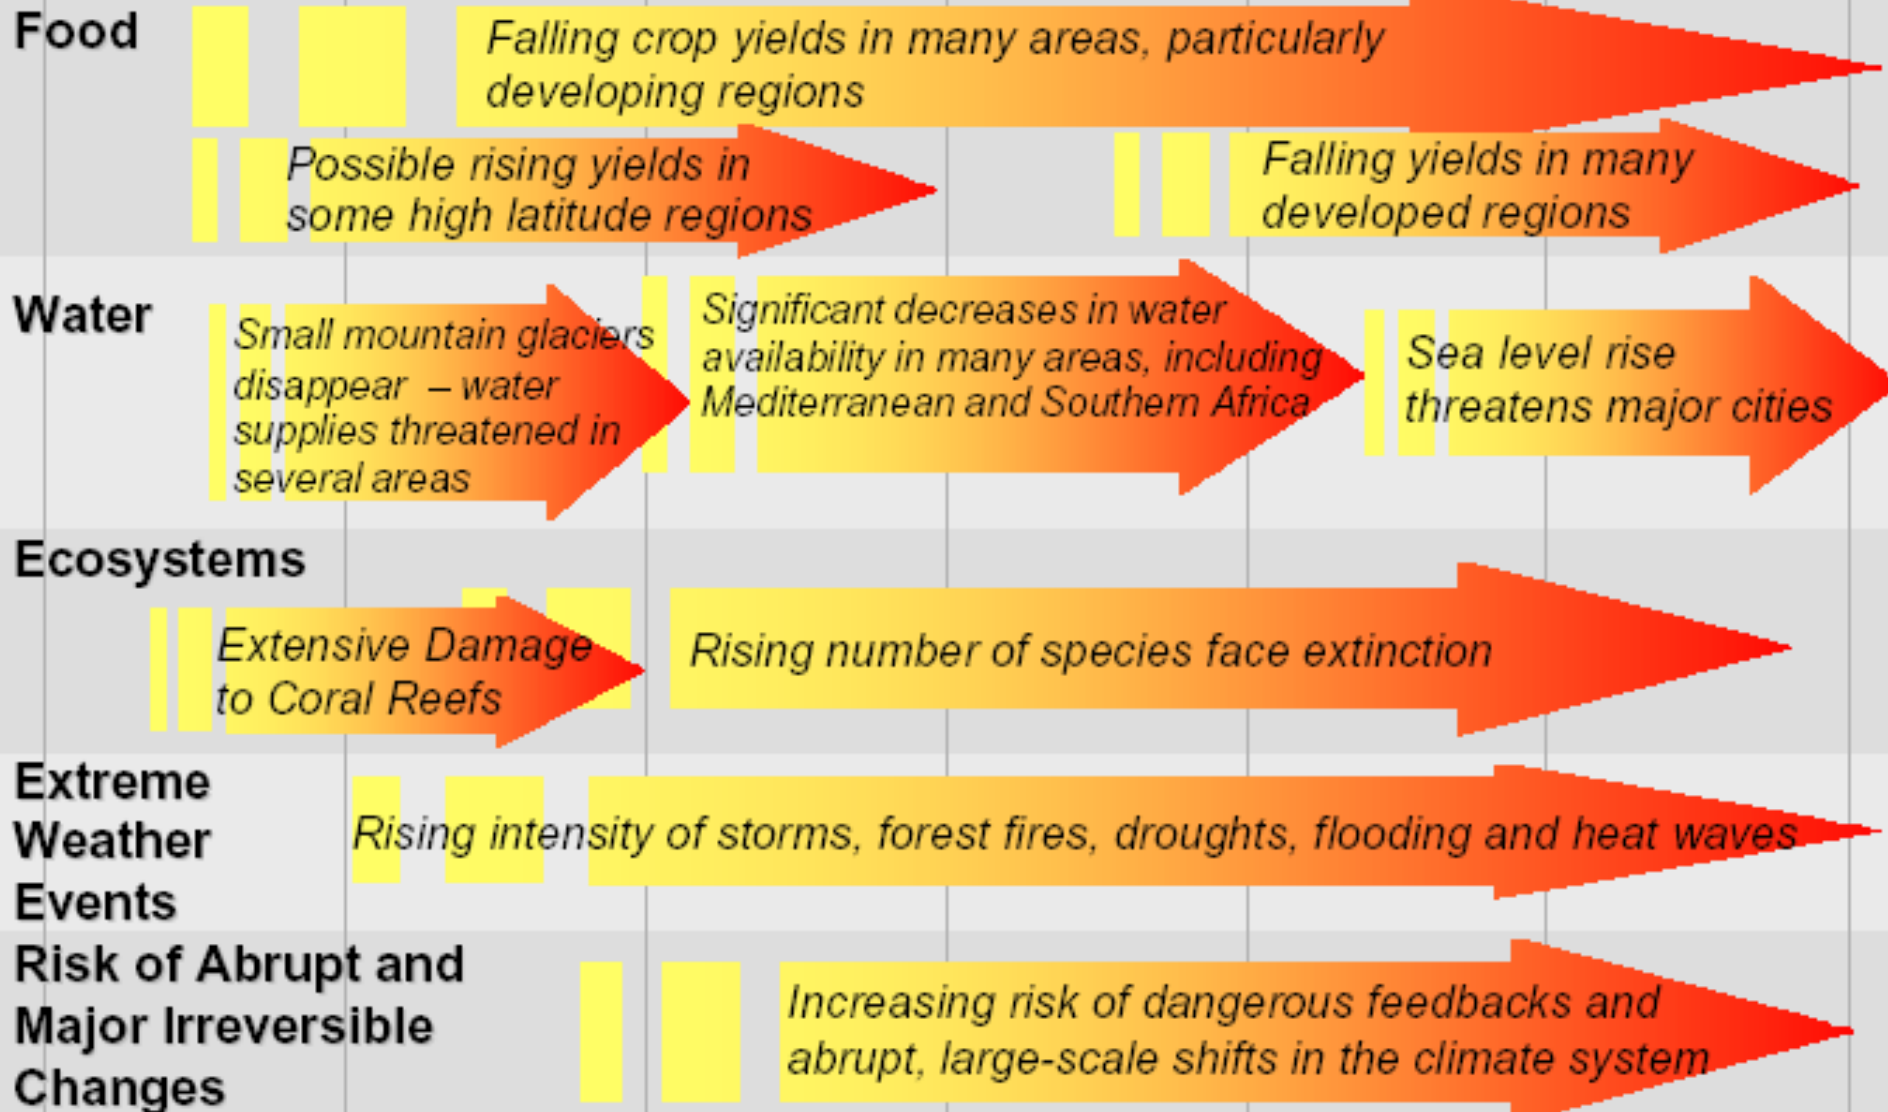 Food
Falling crop yields in many areas, particularly
developing regions
Possible rising yields in
some high latitude regions
Falling yields in many
developed regions
Water
Small mountain glaciers
disappear – water
supplies threatened in
several areas
Significant decreases in water
availability in many areas, including
Mediterranean and Southern Africa
Sea level rise
threatens major cities
Ecosystems
Extensive Damage
to Coral Reefs
Rising number of species face extinction
Extreme
Weather
Events
Rising intensity of storms, forest fires, droughts, flooding and heat waves
Risk of Abrupt and
Major Irreversible
Changes
Increasing risk of dangerous feedbacks and
abrupt, large-scale shifts in the climate system